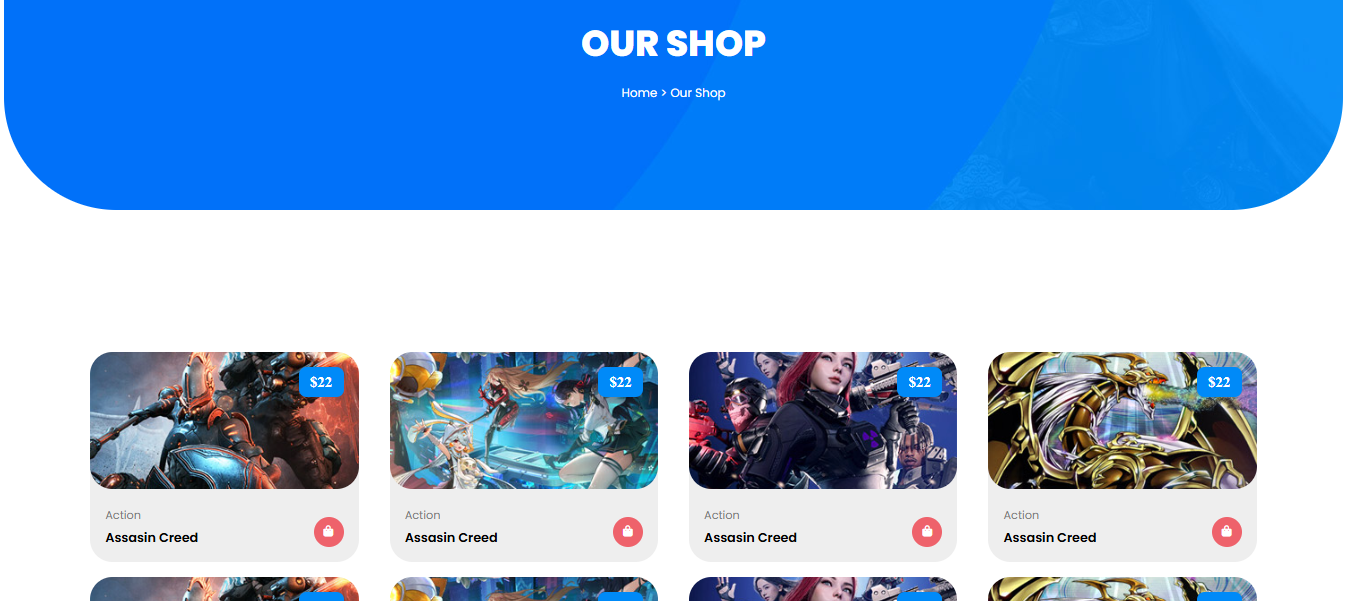 OUR SHOP
Home > Our Shop
$22
$22
$22
$22
Action
Action
Action
Action
Assasin Creed
Assasin Creed
Assasin Creed
Assasin Creed